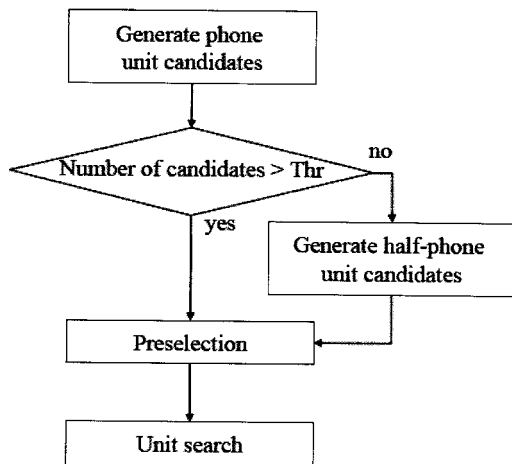 Generate phone
unit candidates
Number of candidates > Thr
no
yes
Generate half-phone
unit candidates
Preselection
Unit search